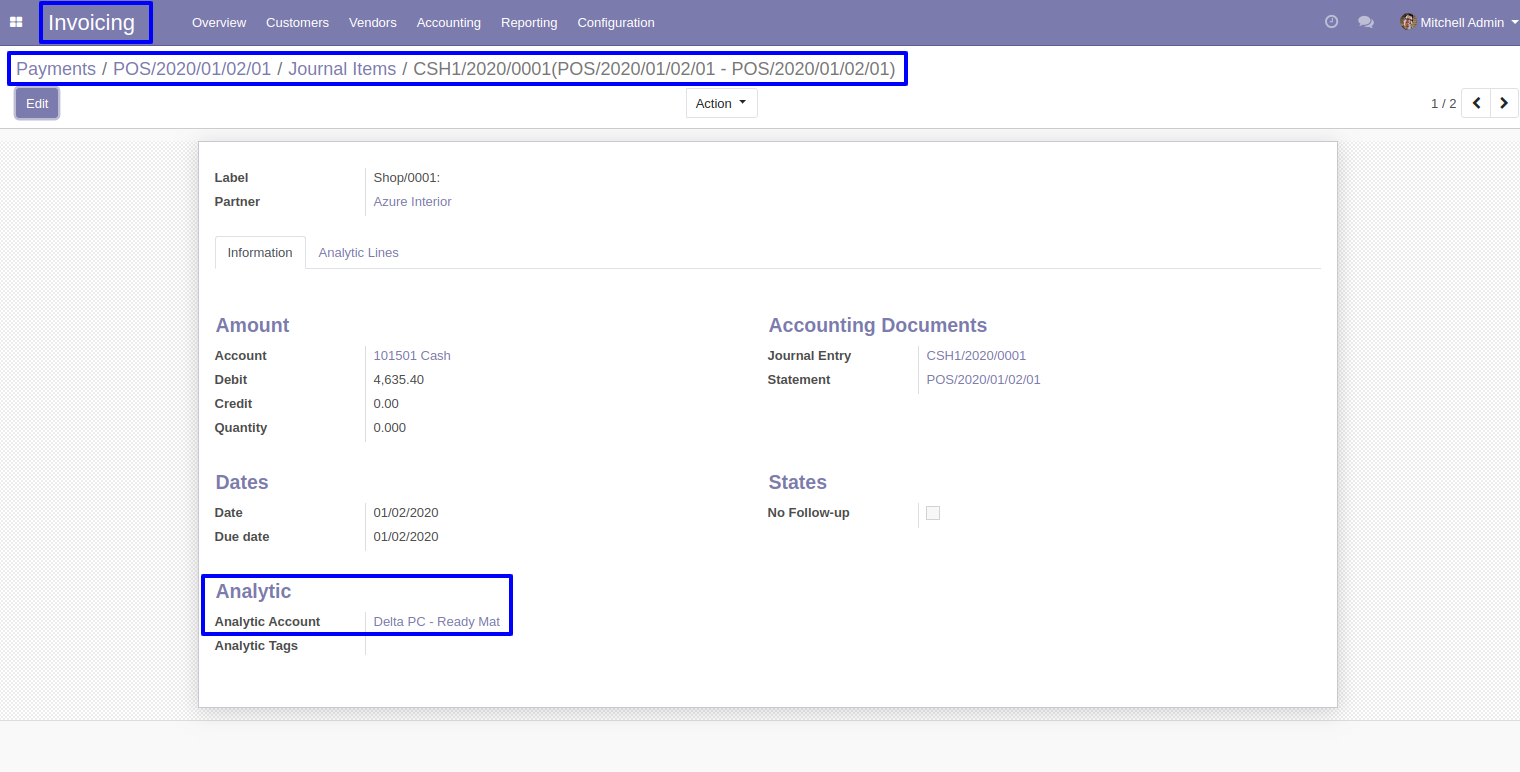 Invoicing Overview Customers Vendors Accounting Reporting Configuration Mitchell Admin
Payments / POS/2020/01/02/01 / Journal Items / CSH1/2020/0001(POS/2020/01/02/01 - POS/2020/01/02/01)
Edit Action 1 / 2
Label Shop/0001:
Partner Azure Interior
Information Analytic Lines
Amount Accounting Documents
Account 101501 Cash Journal Entry CSH1/2020/0001
Debit 4,635.40 Statement POS/2020/01/02/01
Credit 0.00
Quantity 0.000
Dates States
Date 01/02/2020 No Follow-up
Due date 01/02/2020
Analytic
Analytic Account Delta PC - Ready Mat
Analytic Tags